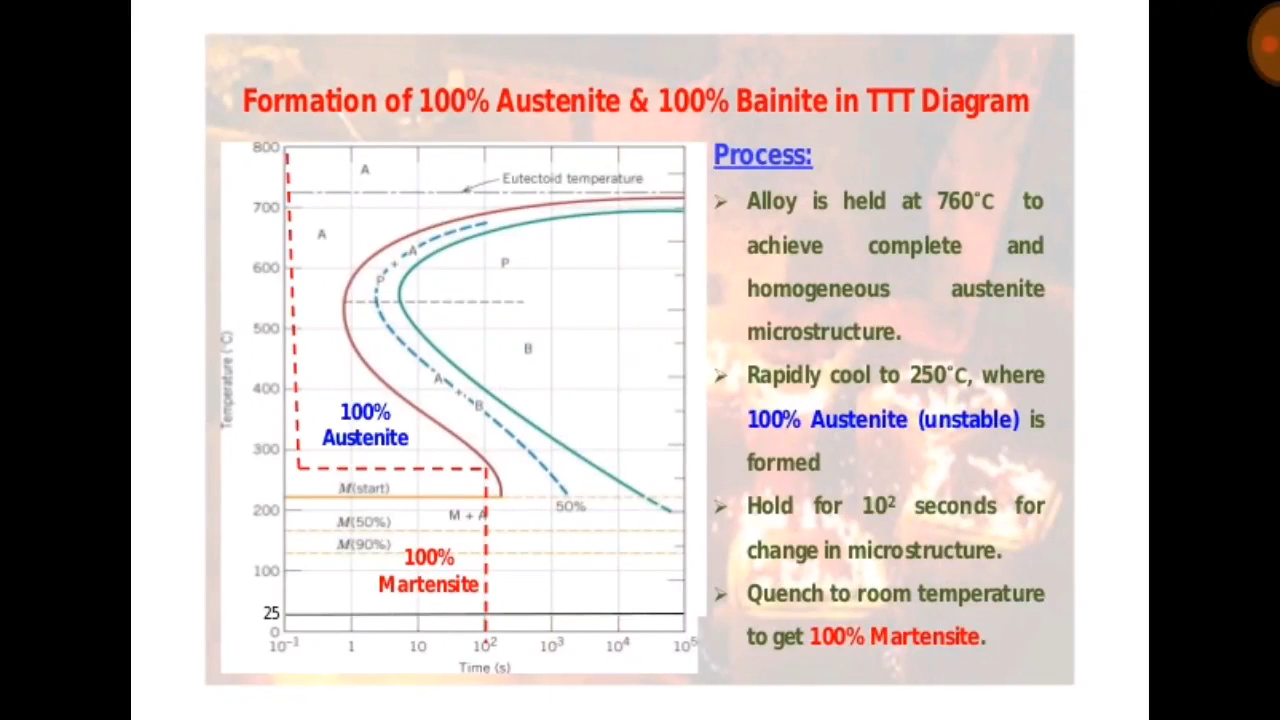 Formation of 100% Austenite & 100% Bainite in TTT Diagram
800
700
600
500
400
300
200
100
25
0
Temperature (°C)
A
Eutectoid temperature
A
P + A
P
B
A + B
100%
Austenite
M(start)
M + A
50%
M(50%)
M(90%)
100%
Martensite
10⁻¹
1
10
10²
10³
10⁴
10⁵
Time (s)
Process:
➢ Alloy is held at 760˚C to
achieve complete and
homogeneous austenite
microstructure.
➢ Rapidly cool to 250˚C, where
100% Austenite (unstable) is
formed
➢ Hold for 10² seconds for
change in microstructure.
➢ Quench to room temperature
to get 100% Martensite.